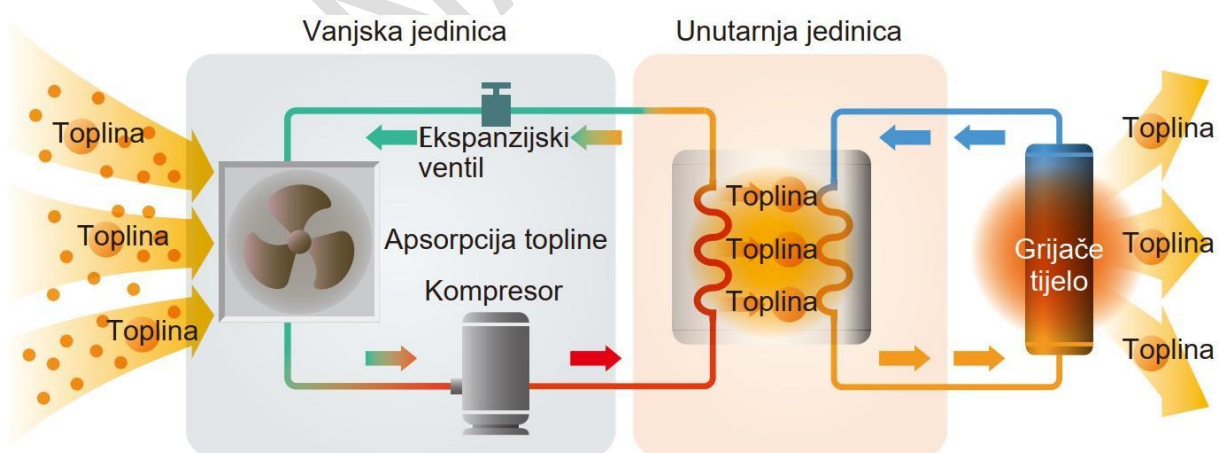 Vanjska jedinica
Unutarnja jedinica
Toplina
Toplina
Toplina
Ekspanzijski
ventil
Apsorpcija topline
Kompresor
Toplina
Toplina
Toplina
Grijače
tijelo
Toplina
Toplina
Toplina